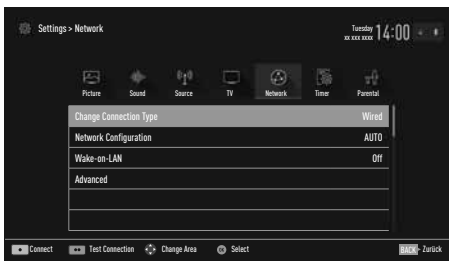 Settings > Network
Tuesday
xx xxx xxxx
14:00
Picture Sound Source TV Network Timer Parental
Change Connection Type Wired
Network Configuration AUTO
Wake-on-LAN Off
Advanced
Connect Test Connection Change Area OK Select BACK - Zurück